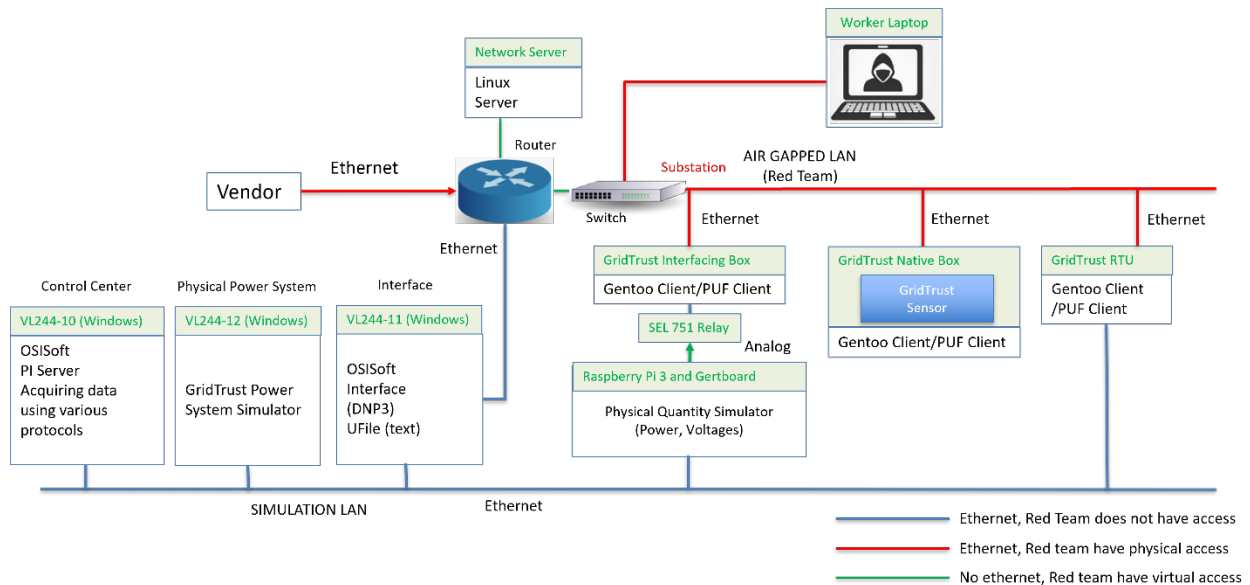 Worker Laptop
Network Server
Linux
Server
Router
Ethernet
Vendor
Substation
AIR GAPPED LAN
(Red Team)
Switch
Ethernet
Ethernet
Ethernet
Ethernet
GridTrust Interfacing Box
Gentoo Client/PUF Client
GridTrust Native Box
GridTrust
Sensor
Gentoo Client/PUF Client
GridTrust RTU
Gentoo Client
/PUF Client
Control Center
Physical Power System
Interface
VL244-10 (Windows)
OSISoft
PI Server
Acquiring data
using various
protocols
VL244-12 (Windows)
GridTrust Power
System Simulator
VL244-11 (Windows)
OSISoft
Interface
(DNP3)
UFile (text)
SEL 751 Relay
Analog
Raspberry Pi 3 and Gertboard
Physical Quantity Simulator
(Power, Voltages)
SIMULATION LAN
Ethernet
Ethernet, Red Team does not have access
Ethernet, Red team have physical access
No ethernet, Red team have virtual access